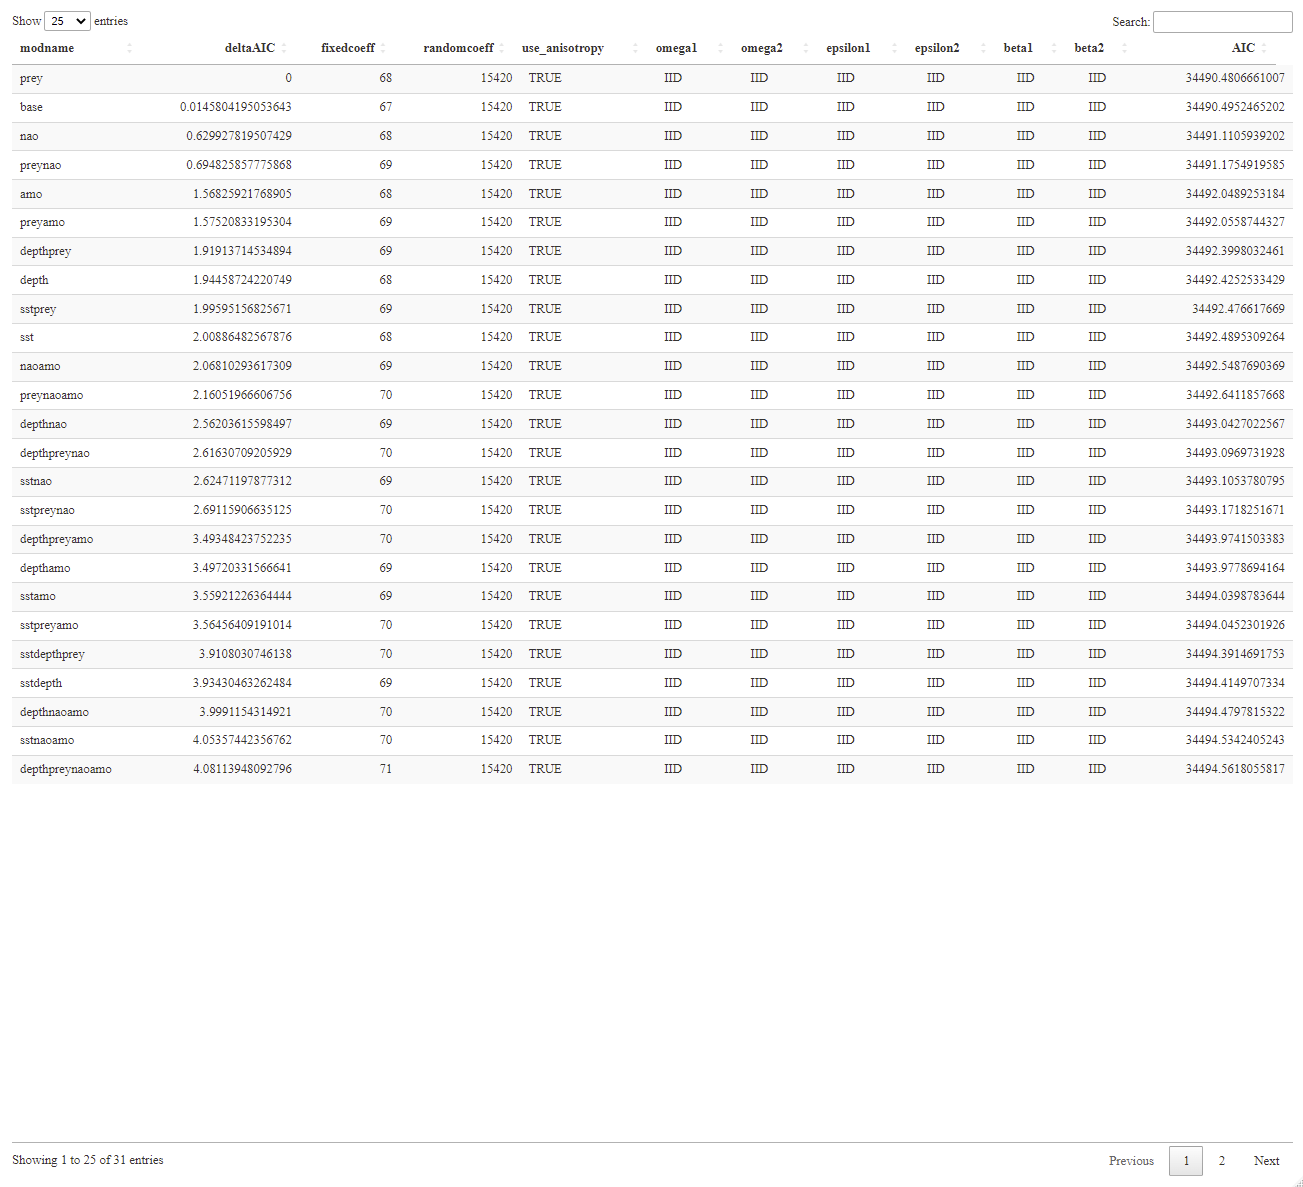 Show 25 entries Search:
modname deltaAIC fixedcoeff randomcoeff use_anisotropy omega1 omega2 epsilon1 epsilon2 beta1 beta2 AIC
prey 0 68 15420 TRUE IID IID IID IID IID IID 34490.4806661007
base 0.0145804195053643 67 15420 TRUE IID IID IID IID IID IID 34490.4952465202
nao 0.629927819507429 68 15420 TRUE IID IID IID IID IID IID 34491.1105939202
preynao 0.694825857775868 69 15420 TRUE IID IID IID IID IID IID 34491.1754919585
amo 1.56825921768905 68 15420 TRUE IID IID IID IID IID IID 34492.0489253184
preyamo 1.57520833195304 69 15420 TRUE IID IID IID IID IID IID 34492.0558744327
depthprey 1.91913714534894 69 15420 TRUE IID IID IID IID IID IID 34492.3998032461
depth 1.94458724220749 68 15420 TRUE IID IID IID IID IID IID 34492.4252533429
sstprey 1.99595156825671 69 15420 TRUE IID IID IID IID IID IID 34492.476617669
sst 2.00886482567876 68 15420 TRUE IID IID IID IID IID IID 34492.4895309264
naoamo 2.06810293617309 69 15420 TRUE IID IID IID IID IID IID 34492.5487690369
preynaoamo 2.16051966606756 70 15420 TRUE IID IID IID IID IID IID 34492.6411857668
depthnao 2.56203615598497 69 15420 TRUE IID IID IID IID IID IID 34493.0427022567
depthpreynao 2.61630709205929 70 15420 TRUE IID IID IID IID IID IID 34493.0969731928
sstnao 2.62471197877312 69 15420 TRUE IID IID IID IID IID IID 34493.1053780795
sstpreynao 2.69115906635125 70 15420 TRUE IID IID IID IID IID IID 34493.1718251671
depthpreyamo 3.49348423752235 70 15420 TRUE IID IID IID IID IID IID 34493.9741503383
depthamo 3.49720331566641 69 15420 TRUE IID IID IID IID IID IID 34493.9778694164
sstamo 3.55921226364444 69 15420 TRUE IID IID IID IID IID IID 34494.0398783644
sstpreyamo 3.56456409191014 70 15420 TRUE IID IID IID IID IID IID 34494.0452301926
sstdepthprey 3.9108030746138 70 15420 TRUE IID IID IID IID IID IID 34494.3914691753
sstdepth 3.93430463262484 69 15420 TRUE IID IID IID IID IID IID 34494.4149707334
depthnaoamo 3.9991154314921 70 15420 TRUE IID IID IID IID IID IID 34494.4797815322
sstnaoamo 4.05357442356762 70 15420 TRUE IID IID IID IID IID IID 34494.5342405243
depthpreynaoamo 4.08113948092796 71 15420 TRUE IID IID IID IID IID IID 34494.5618055817
Showing 1 to 25 of 31 entries Previous 1 2 Next